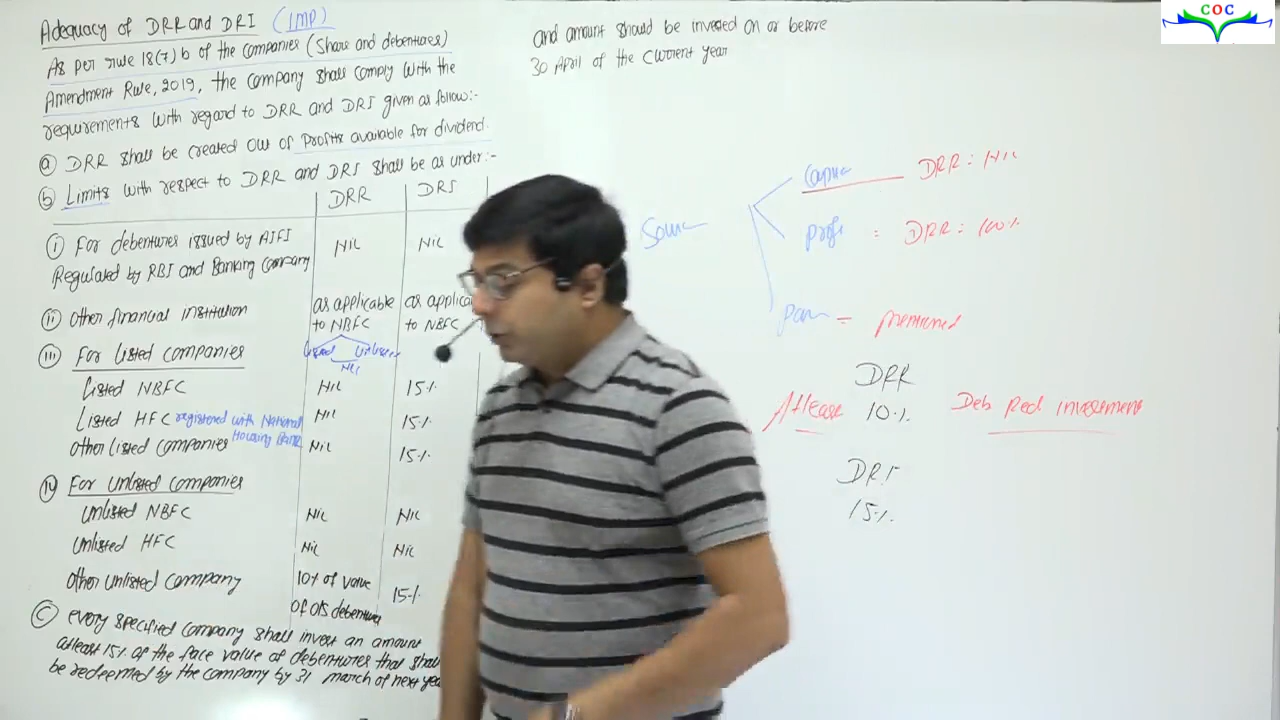 Adequacy of DRR and DRI (IMP)
As per rule 18(7) b of the companies (Share and debentures)
Amendment Rule, 2019, the company shall comply with the
requirements with regard to DRR and DRI given as follow:-
(a) DRR shall be created out of Profits available for dividend.
(b) Limits with respect to DRR and DRI shall be as under:-
DRR DRI
(i) For debentures issued by AIFI Nil Nil
Regulated by RBI and Banking Company
(ii) Other financial institution as applicable as applica
to NBFC to NBFC
(iii) For listed companies Listed unlisted
Nil
Listed NBFC Nil 15%
Listed HFC registered with National Nil 15%
Housing Bank
Other Listed Companies Nil 15%
(iv) For Unlisted Companies
Unlisted NBFC Nil Nil
Unlisted HFC Nil Nil
Other unlisted company 10% of value 15%
of o/s debentures
(C) every specified company shall invest an amount
atleast 15% of the face value of debentures that shall
be redeemed by the company by 31 march of next year
and amount should be invested on or before
30 April of the current year
COC
DRR: Nil
= DRR: 100%
= mentioned
DRR
Atleast 10% Deb Red investment
DRI
15%